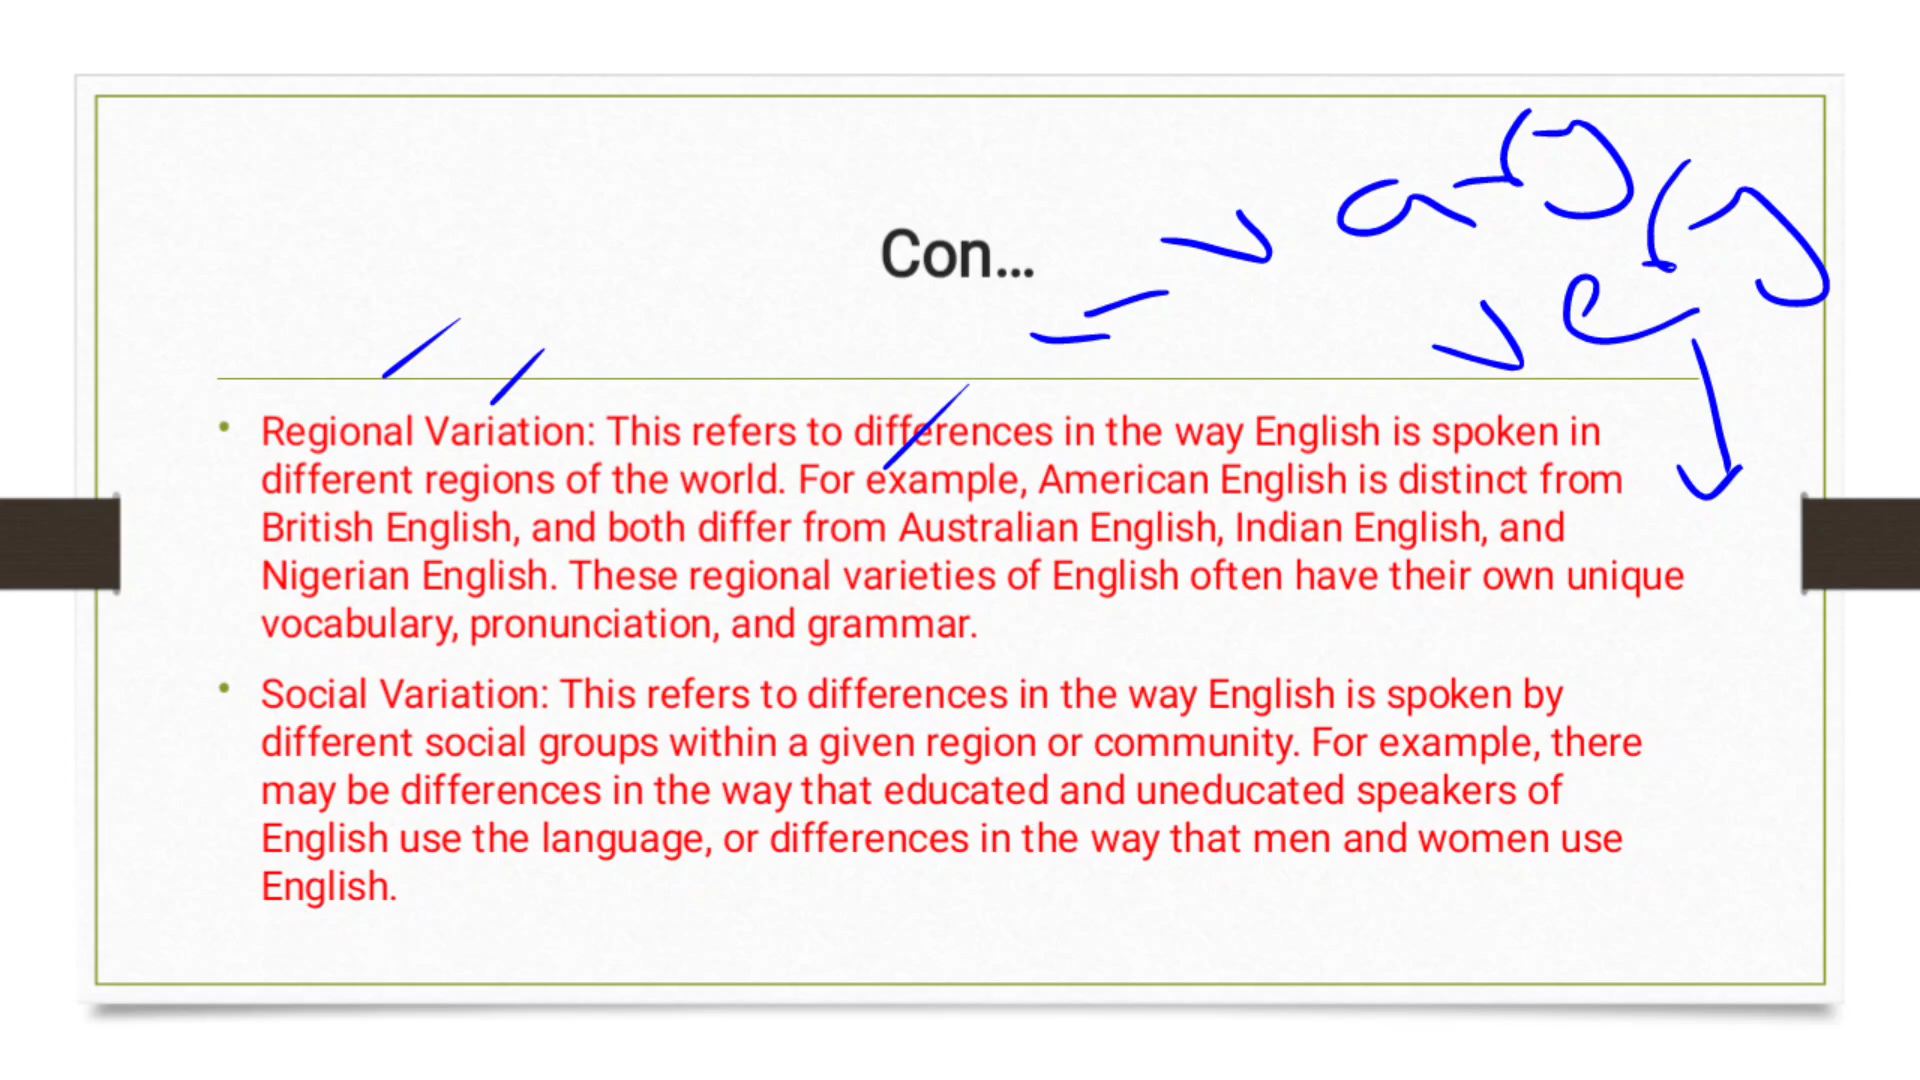 Con...
Regional Variation: This refers to differences in the way English is spoken in
different regions of the world. For example, American English is distinct from
British English, and both differ from Australian English, Indian English, and
Nigerian English. These regional varieties of English often have their own unique
vocabulary, pronunciation, and grammar.
Social Variation: This refers to differences in the way English is spoken by
different social groups within a given region or community. For example, there
may be differences in the way that educated and uneducated speakers of
English use the language, or differences in the way that men and women use
English.